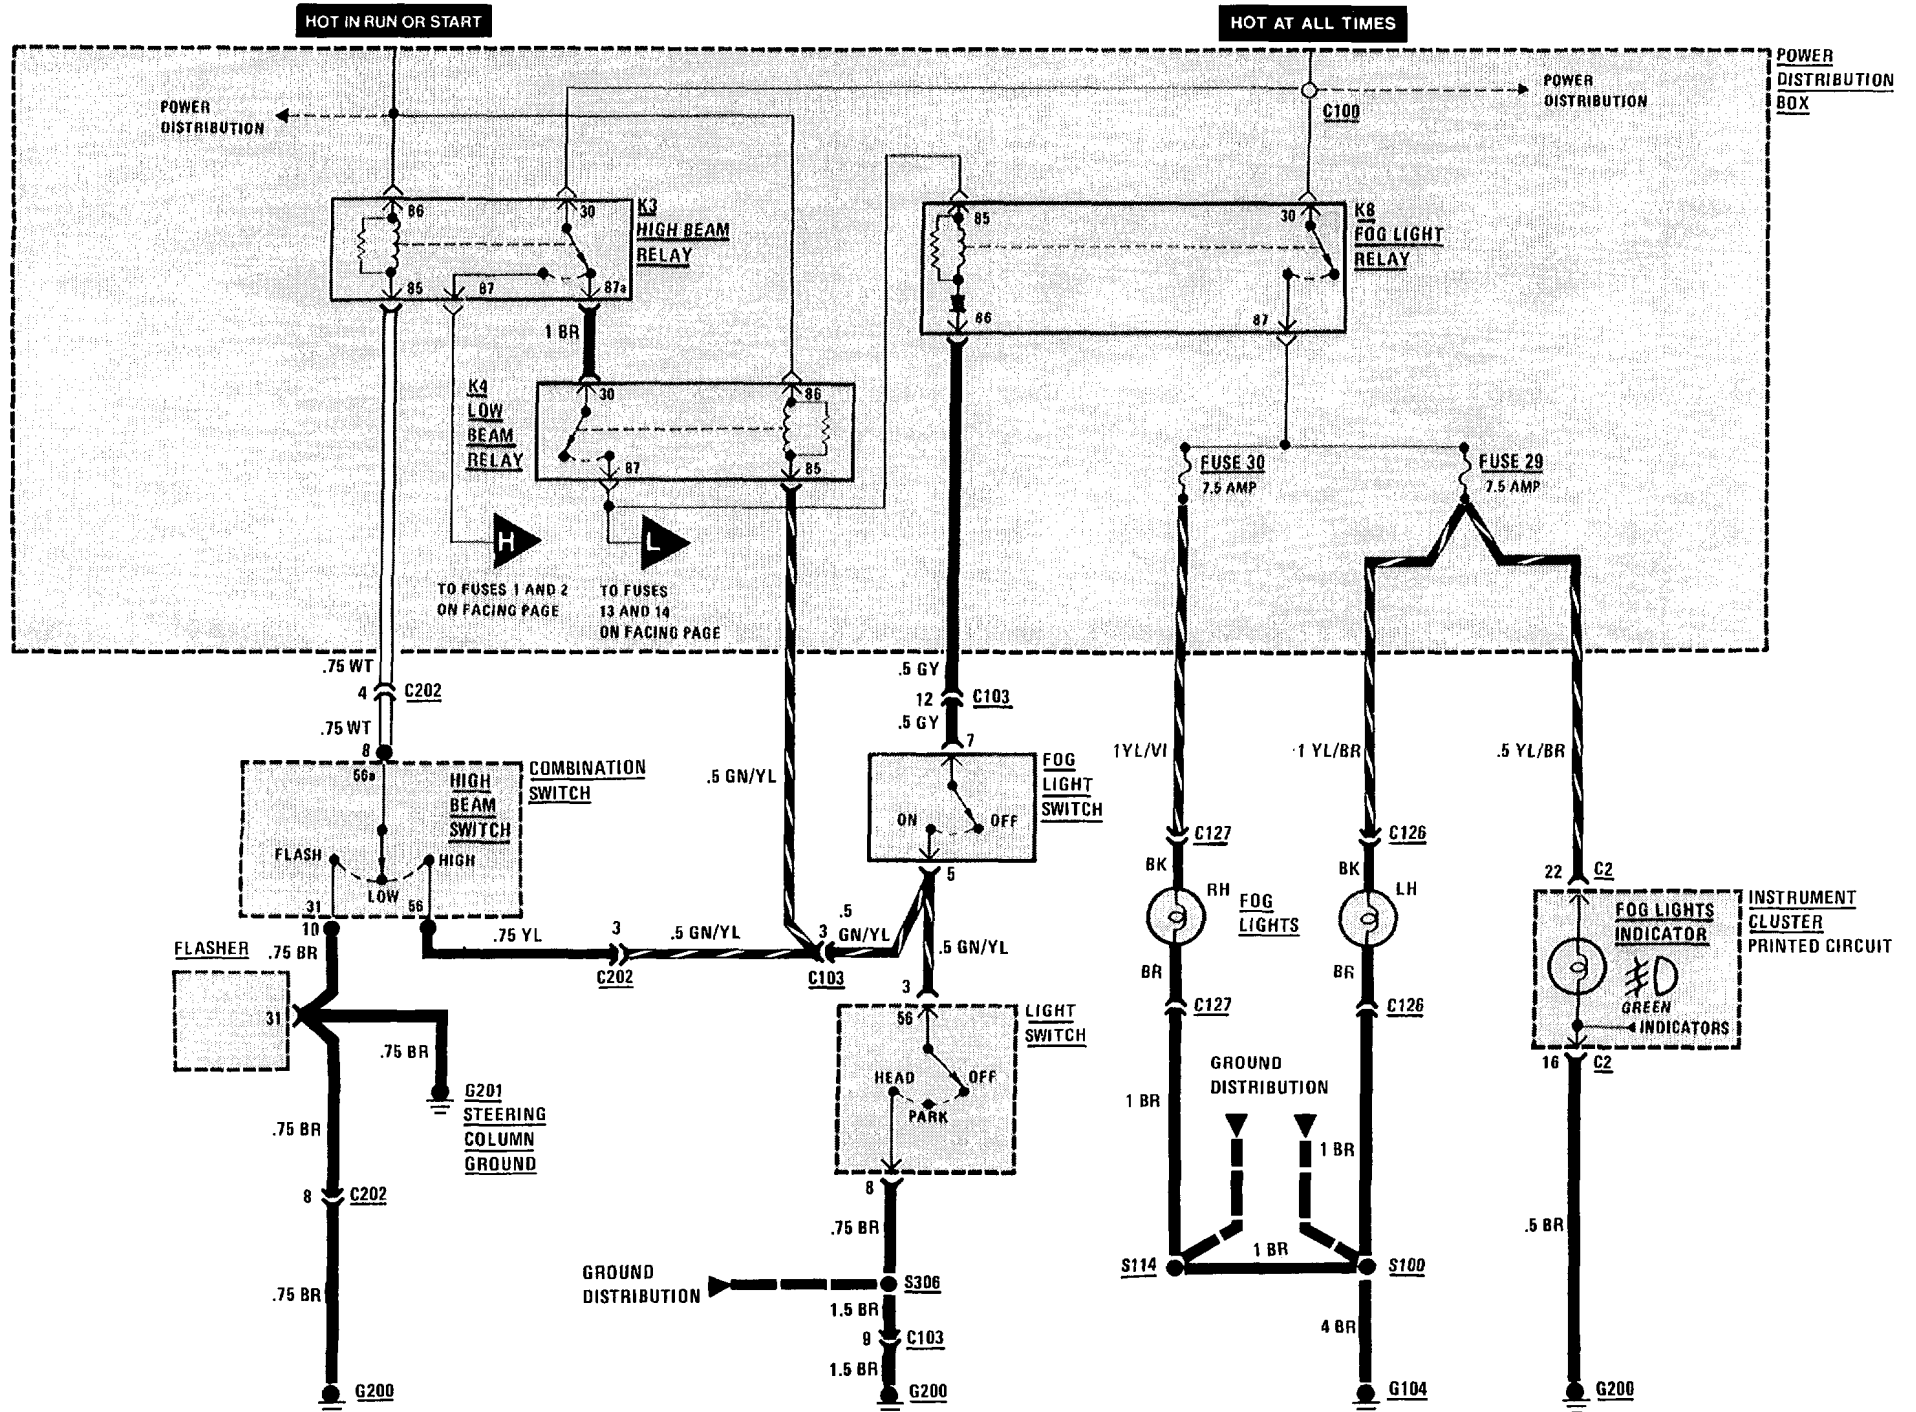 HOT IN RUN OR START
HOT AT ALL TIMES
POWER
DISTRIBUTION
BOX
POWER
DISTRIBUTION
POWER
DISTRIBUTION
C100
86
30
K3
HIGH BEAM
RELAY
85
87
87a
85
30
K8
FOG LIGHT
RELAY
86
87
1 BR
K4
LOW
BEAM
RELAY
30
86
87
85
FUSE 30
7.5 AMP
FUSE 29
7.5 AMP
H
L
TO FUSES 1 AND 2
ON FACING PAGE
TO FUSES
13 AND 14
ON FACING PAGE
.75 WT
4
C202
.75 WT
8
.5 GY
12
C103
.5 GY
7
56a
HIGH
BEAM
SWITCH
COMBINATION
SWITCH
FLASH
HIGH
LOW
31
56
10
.5 GN/YL
FOG
LIGHT
SWITCH
ON
OFF
5
1YL/VI
1 YL/BR
.5 YL/BR
C127
C126
BK
BK
22
C2
RH
LH
FOG
LIGHTS
BR
BR
C127
C126
INSTRUMENT
CLUSTER
PRINTED CIRCUIT
FOG LIGHTS
INDICATOR
GREEN
INDICATORS
16
C2
FLASHER
.75 BR
.75 YL
3
C202
.5 GN/YL
3
C103
.5
GN/YL
.5 GN/YL
3
31
.75 BR
G201
STEERING
COLUMN
GROUND
56
LIGHT
SWITCH
HEAD
OFF
PARK
8
GROUND
DISTRIBUTION
1 BR
1 BR
.75 BR
8
C202
.75 BR
.75 BR
GROUND
DISTRIBUTION
S306
1.5 BR
9
C103
1.5 BR
1 BR
S114
S100
4 BR
.5 BR
G200
G200
G104
G200